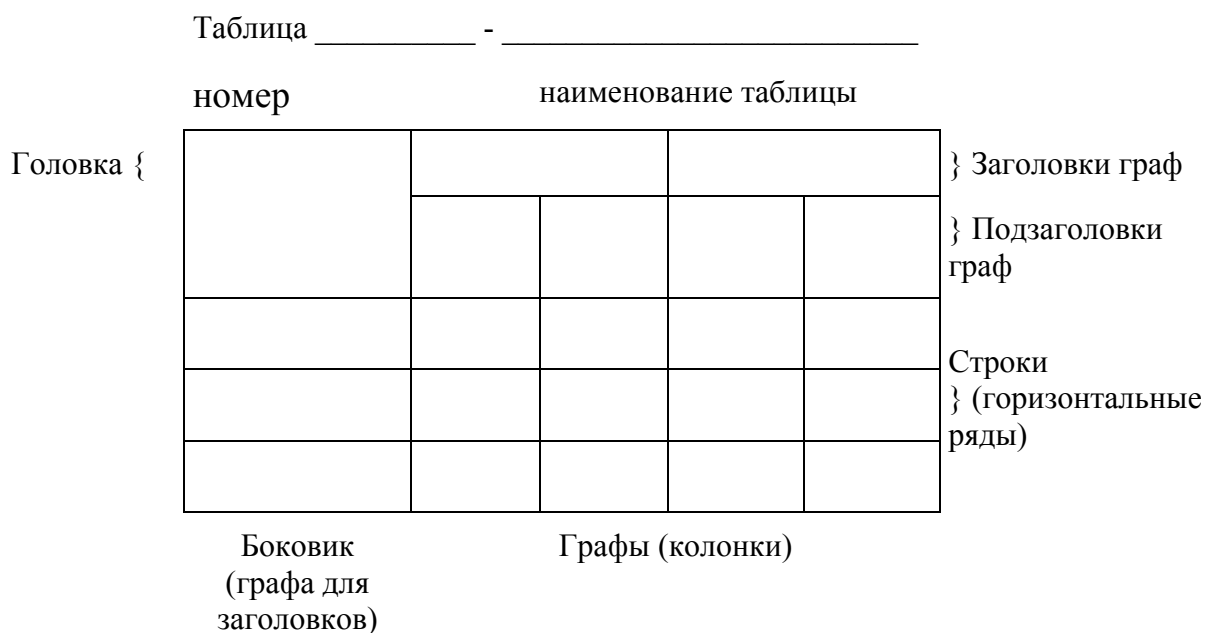 Таблица __________ - __________________________
номер наименование таблицы
Головка {
} Заголовки граф
} Подзаголовки
граф
Строки
} (горизонтальные
ряды)
Боковик
(графа для
заголовков)
Графы (колонки)